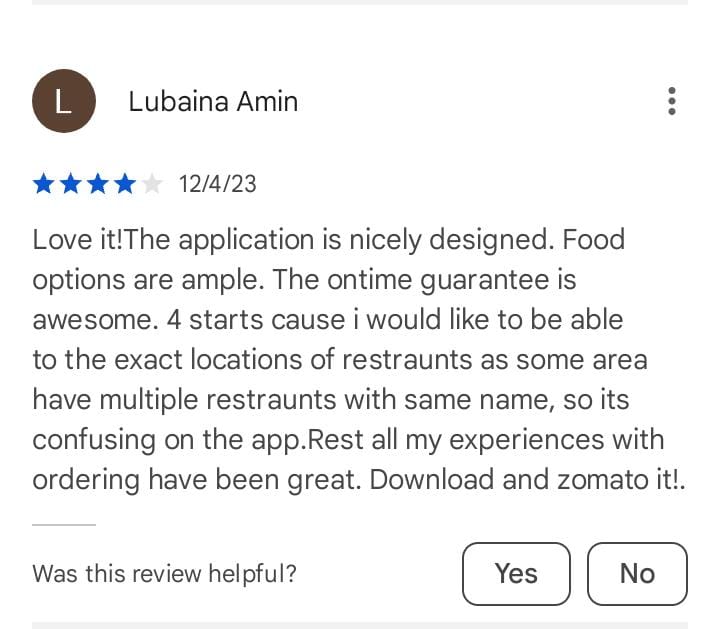 L
Lubaina Amin
12/4/23
Love it!The application is nicely designed. Food
options are ample. The ontime guarantee is
awesome. 4 starts cause i would like to be able
to the exact locations of restraunts as some area
have multiple restraunts with same name, so its
confusing on the app.Rest all my experiences with
ordering have been great. Download and zomato it!.
Was this review helpful?
Yes
No